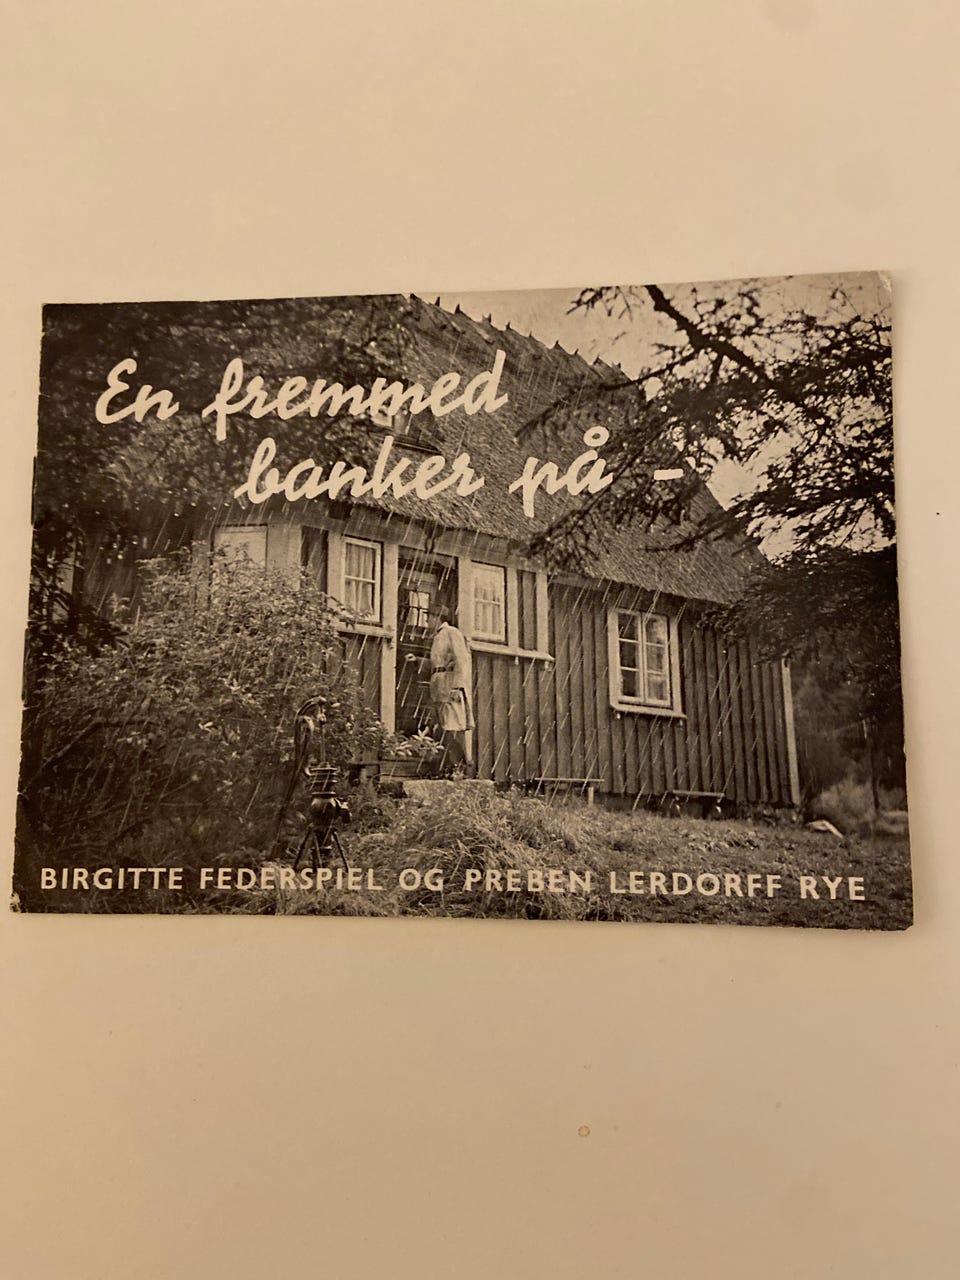 En fremmed
banker på -
BIRGITTE FEDERSPIEL OG PREBEN LERDORFF RYE